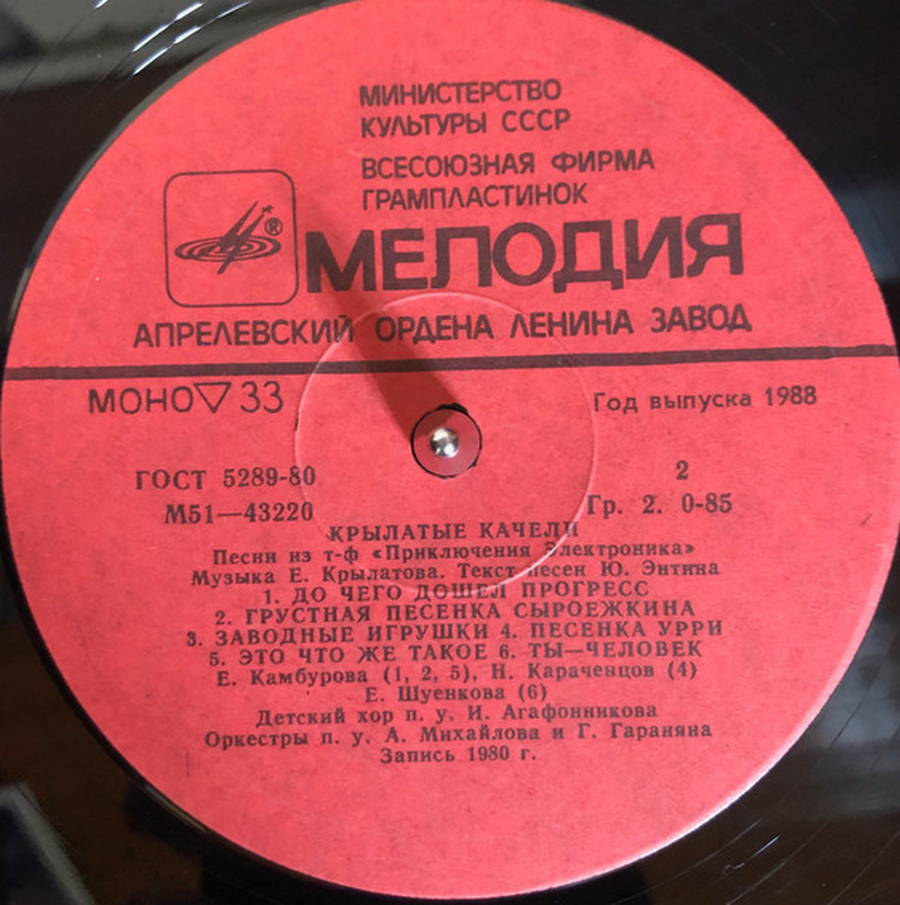 МИНИСТЕРСТВО
КУЛЬТУРЫ СССР
ВСЕСОЮЗНАЯ ФИРМА
ГРАМПЛАСТИНОК
®
МЕЛОДИЯ
АПРЕЛЕВСКИЙ ОРДЕНА ЛЕНИНА ЗАВОД
МОНО▽33
Год выпуска 1988
ГОСТ 5289-80
2
М51—43220
Гр. 2. 0-85
КРЫЛАТЫЕ КАЧЕЛИ
Песни из т-ф «Приключения Электроника»
Музыка Е. Крылатова. Текст песен Ю. Энтина
1. ДО ЧЕГО ДОШЕЛ ПРОГРЕСС
2. ГРУСТНАЯ ПЕСЕНКА СЫРОЕЖКИНА
3. ЗАВОДНЫЕ ИГРУШКИ 4. ПЕСЕНКА УРРИ
5. ЭТО ЧТО ЖЕ ТАКОЕ 6. ТЫ—ЧЕЛОВЕК
Е. Камбурова (1, 2, 5), Н. Караченцов (4)
Е. Шуенкова (6)
Детский хор п. у. И. Агафонникова
Оркестры п. у. А. Михайлова и Г. Гараняна
Запись 1980 г.